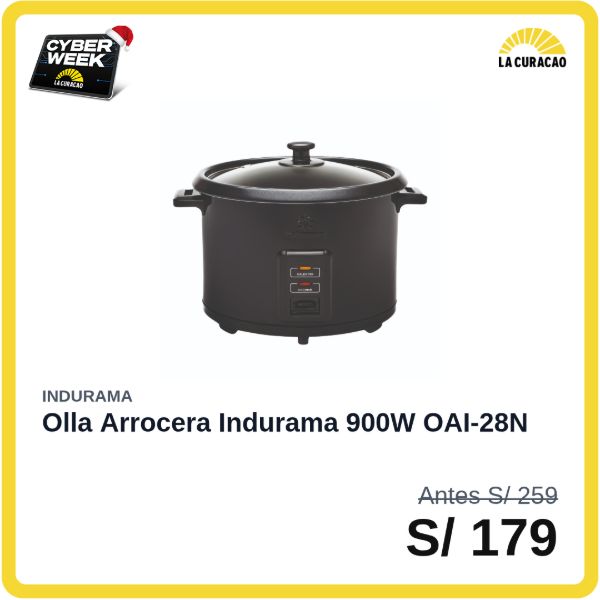 CYBER
WEEK
LA CURACAO
LA CURACAO
INDURAMA
Olla Arrocera Indurama 900W OAI-28N
Antes S/ 259
S/ 179